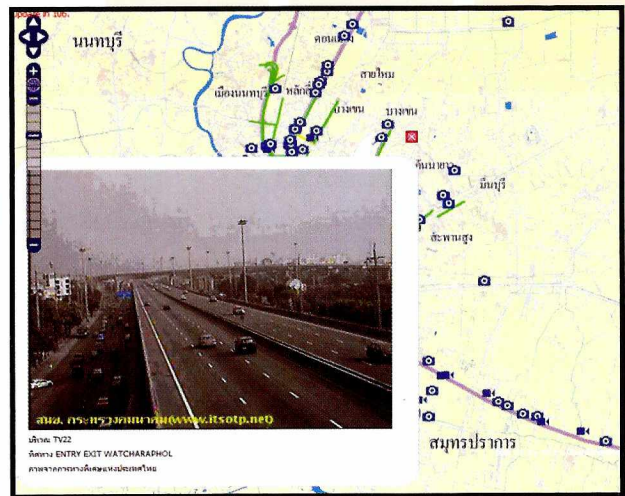 Update in 106.
นนทบุรี
ดอนเมือง
สายไหม
เมืองนนทบุรี
หลักสี่
บางเขน
บางเขน
คันนายาว
มีนบุรี
สะพานสูง
สนข. กระทรวงคมนาคม(www.itsotp.net)
บริเวณ TV22
ทิศทาง ENTRY EXIT WATCHARAPHOL
ภาพจากการทางพิเศษแห่งประเทศไทย
สมุทรปราการ